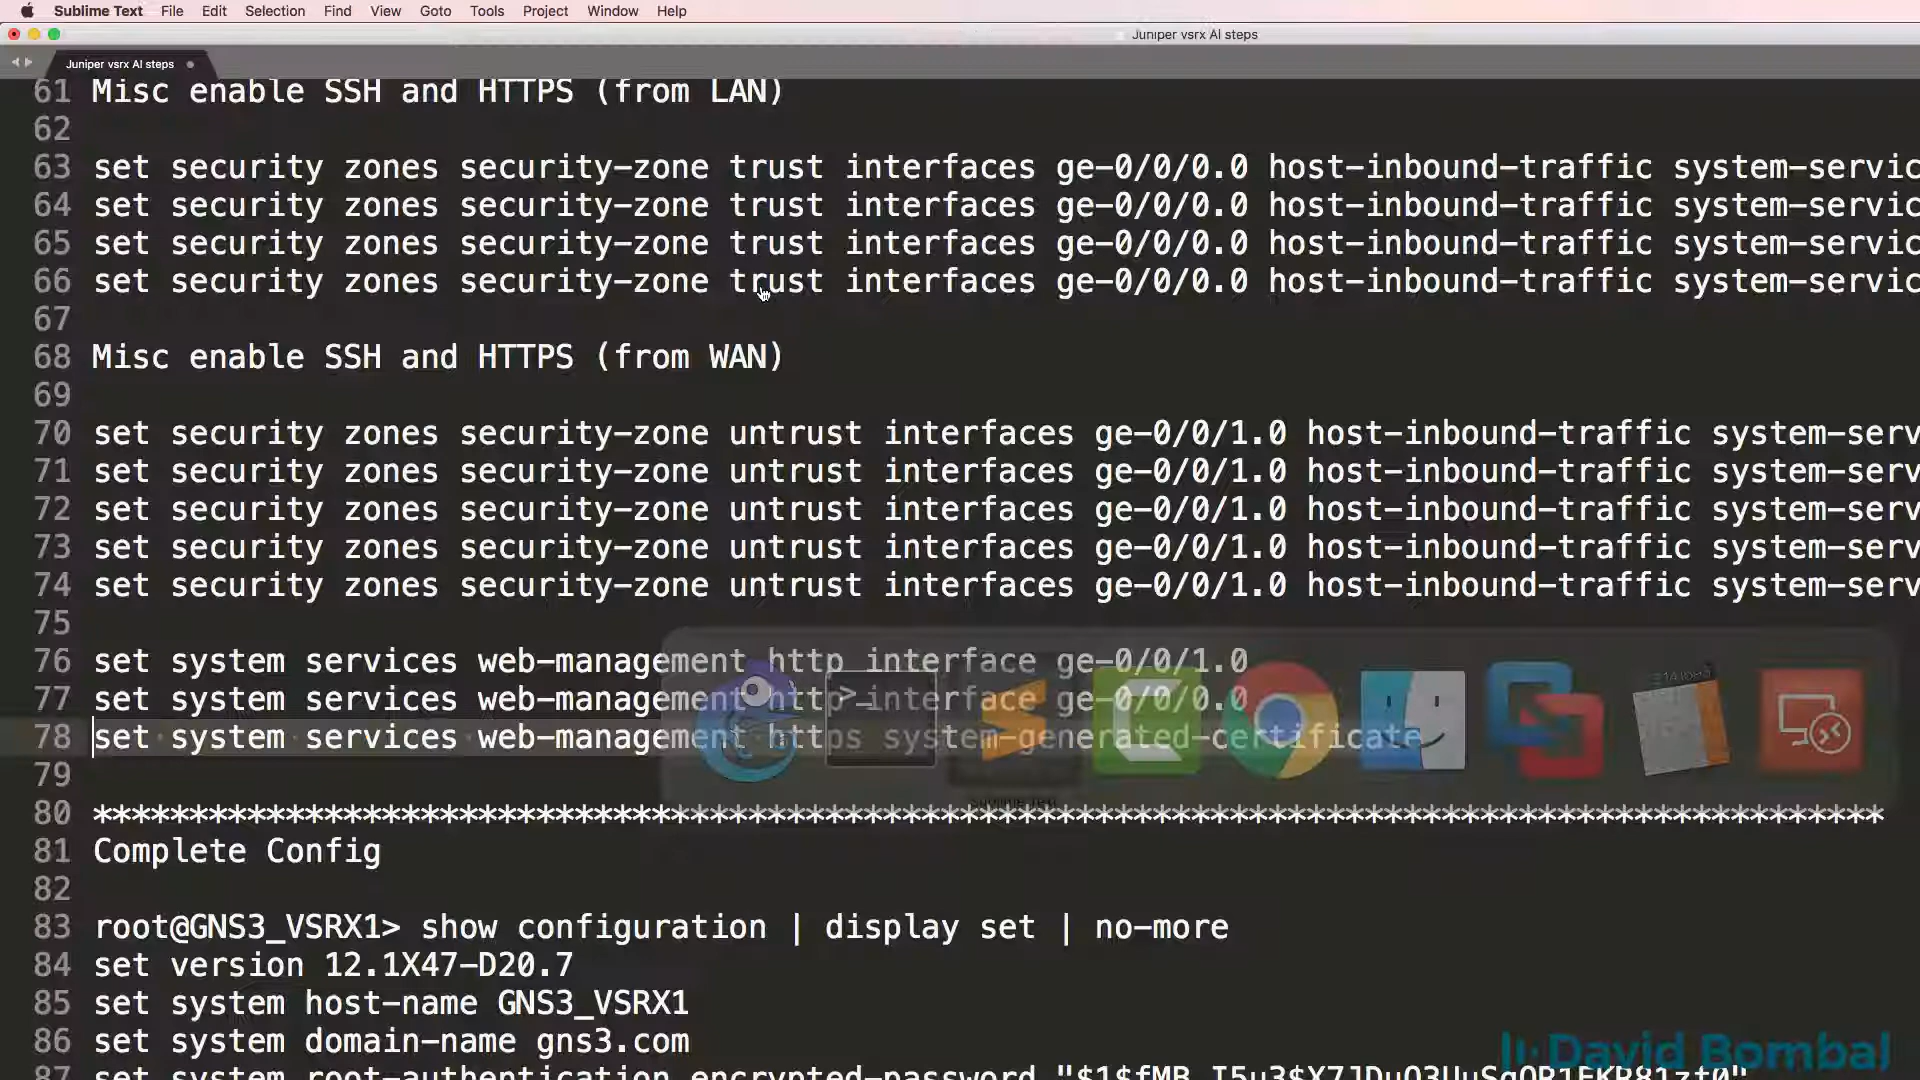 Sublime Text File Edit Selection Find View Goto Tools Project Window Help
Juniper vsrx AI steps
Juniper vsrx AI steps
61 Misc enable SSH and HTTPS (from LAN)
62
63 set security zones security-zone trust interfaces ge-0/0/0.0 host-inbound-traffic system-servic
64 set security zones security-zone trust interfaces ge-0/0/0.0 host-inbound-traffic system-servic
65 set security zones security-zone trust interfaces ge-0/0/0.0 host-inbound-traffic system-servic
66 set security zones security-zone trust interfaces ge-0/0/0.0 host-inbound-traffic system-servic
67
68 Misc enable SSH and HTTPS (from WAN)
69
70 set security zones security-zone untrust interfaces ge-0/0/1.0 host-inbound-traffic system-serv
71 set security zones security-zone untrust interfaces ge-0/0/1.0 host-inbound-traffic system-serv
72 set security zones security-zone untrust interfaces ge-0/0/1.0 host-inbound-traffic system-serv
73 set security zones security-zone untrust interfaces ge-0/0/1.0 host-inbound-traffic system-serv
74 set security zones security-zone untrust interfaces ge-0/0/1.0 host-inbound-traffic system-serv
75
76 set system services web-management http interface ge-0/0/1.0
77 set system services web-management http interface ge-0/0/0.0
78 set system services web-management https system-generated-certificate
79
80 *********************************************************************************************
81 Complete Config
82
83 root@GNS3_VSRX1> show configuration | display set | no-more
84 set version 12.1X47-D20.7
85 set system host-name GNS3_VSRX1
86 set system domain-name gns3.com
87 set system root-authentication encrypted-password
David Bombal